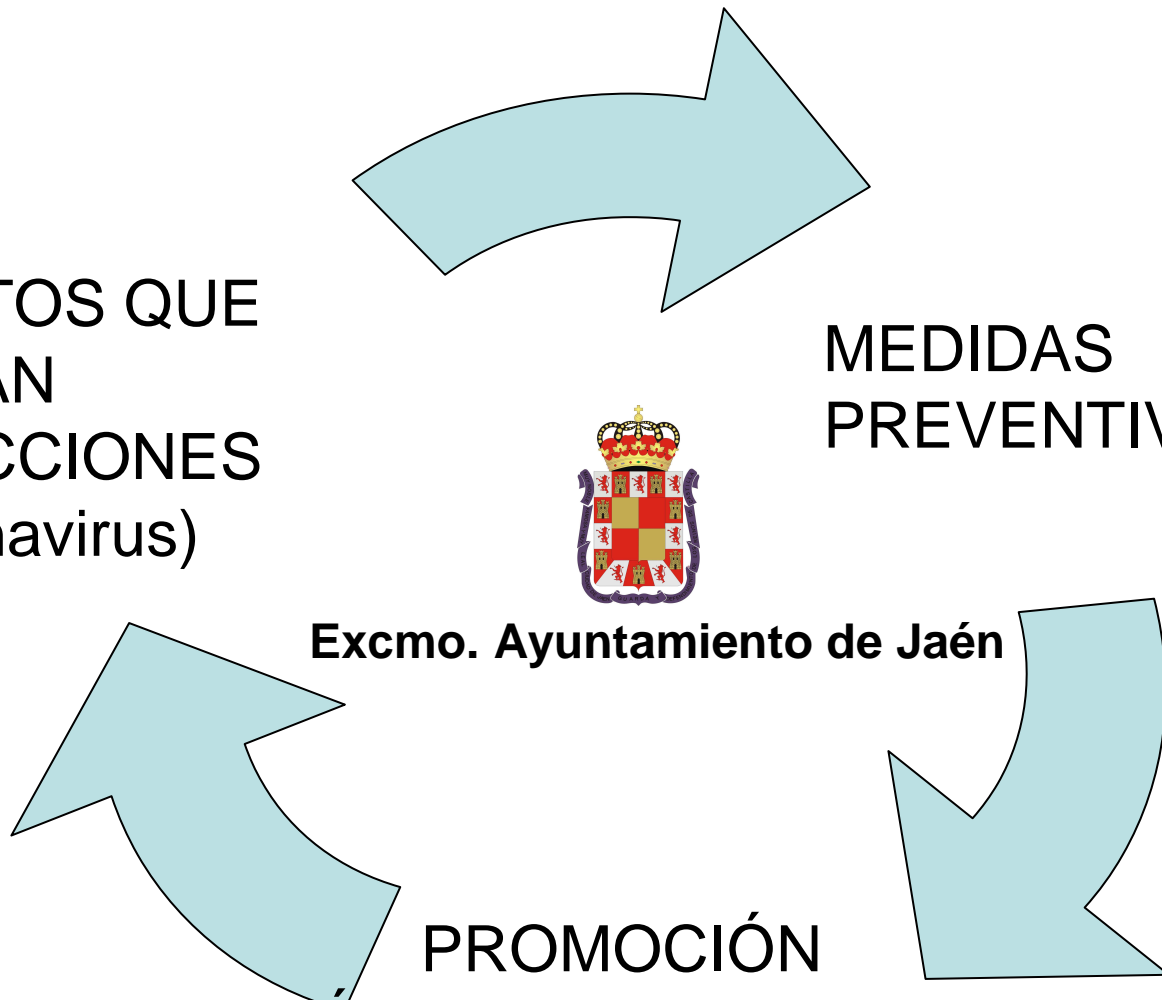 TOS QUE
AN
CCIONES
navirus)
MEDIDAS
PREVENTIV
Excmo. Ayuntamiento de Jaén
PROMOCIÓN